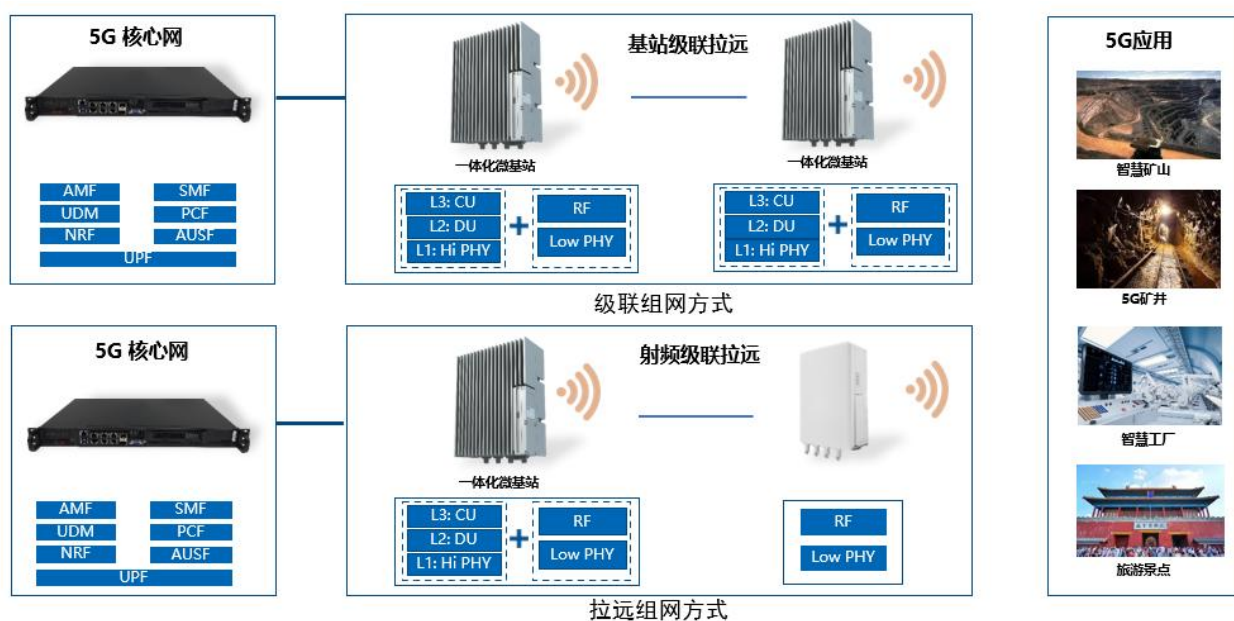 5G 核心网
AMF
SMF
UDM
PCF
NRF
AUSF
UPF
基站级联拉远
一体化微基站
一体化微基站
L3: CU
L2: DU
L1: Hi PHY
+
RF
Low PHY
L3: CU
L2: DU
L1: Hi PHY
+
RF
Low PHY
级联组网方式
5G 核心网
AMF
SMF
UDM
PCF
NRF
AUSF
UPF
射频级联拉远
一体化微基站
L3: CU
L2: DU
L1: Hi PHY
+
RF
Low PHY
RF
Low PHY
拉远组网方式
5G应用
智慧矿山
5G矿井
智慧工厂
旅游景点